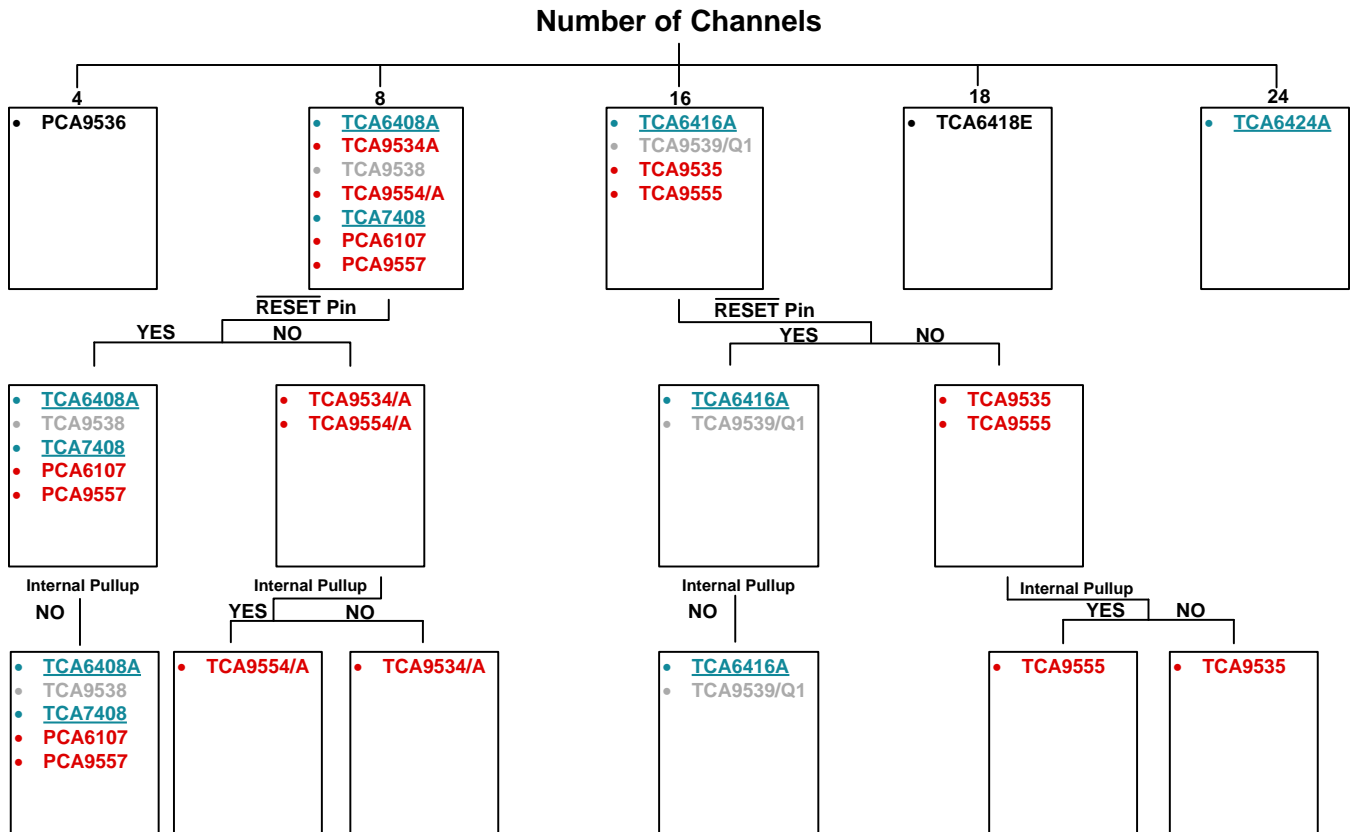 Number of Channels
4
8
16
18
24
• PCA9536
• TCA6408A
• TCA9534A
• TCA9538
• TCA9554/A
• TCA7408
• PCA6107
• PCA9557
• TCA6416A
• TCA9539/Q1
• TCA9535
• TCA9555
• TCA6418E
• TCA6424A
RESET Pin
YES
NO
RESET Pin
YES
NO
• TCA6408A
• TCA9538
• TCA7408
• PCA6107
• PCA9557
• TCA9534/A
• TCA9554/A
• TCA6416A
• TCA9539/Q1
• TCA9535
• TCA9555
Internal Pullup
NO
Internal Pullup
YES
NO
Internal Pullup
NO
Internal Pullup
YES
NO
• TCA6408A
• TCA9538
• TCA7408
• PCA6107
• PCA9557
• TCA9554/A
• TCA9534/A
• TCA6416A
• TCA9539/Q1
• TCA9555
• TCA9535